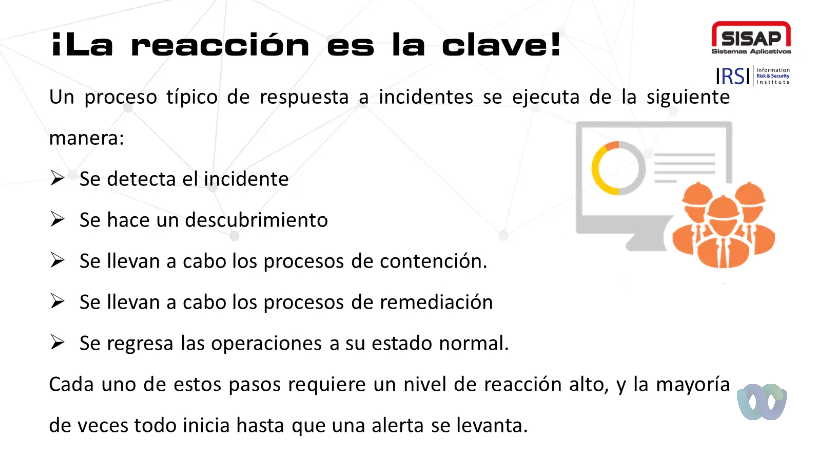 ¡La reacción es la clave!
SISAP
Sistemas Aplicativos
IRSI Information
Risk & Security
Institute
Un proceso típico de respuesta a incidentes se ejecuta de la siguiente
manera:
➢ Se detecta el incidente
➢ Se hace un descubrimiento
➢ Se llevan a cabo los procesos de contención.
➢ Se llevan a cabo los procesos de remediación
➢ Se regresa las operaciones a su estado normal.
Cada uno de estos pasos requiere un nivel de reacción alto, y la mayoría
de veces todo inicia hasta que una alerta se levanta.